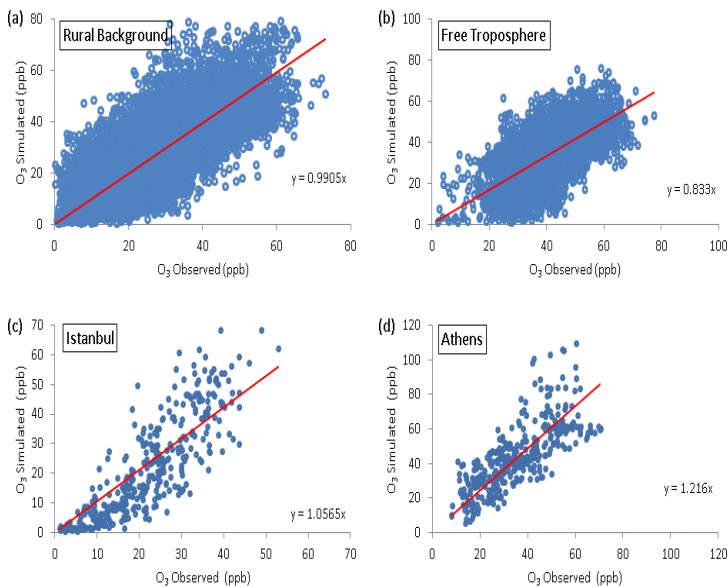 (a)
Rural Background
O₃ Simulated (ppb)
80
60
40
20
0
y = 0.9905x
0 20 40 60 80
O₃ Observed (ppb)
(b)
Free Troposphere
O₃ Simulated (ppb)
100
80
60
40
20
0
y = 0.833x
0 20 40 60 80 100
O₃ Observed (ppb)
(c)
Istanbul
O₃ Simulated (ppb)
70
60
50
40
30
20
10
0
y = 1.0565x
0 10 20 30 40 50 60 70
O₃ Observed (ppb)
(d)
Athens
O₃ Simulated (ppb)
120
100
80
60
40
20
0
y = 1.216x
0 20 40 60 80 100 120
O₃ Observed (ppb)